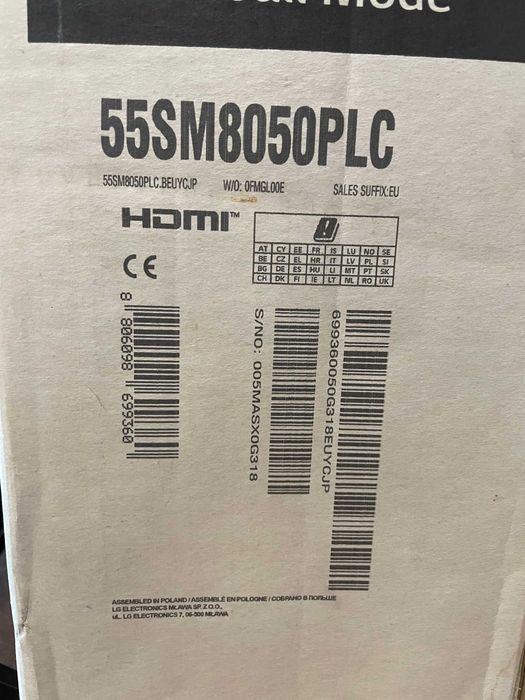 Mode
55SM8050PLC
55SM8050PLC.BEUYCJP W/O: 0FMGL00E SALES SUFFIX:EU
HDMI™
AT CY EE FR IS LU NO SE
BE CZ EL HR IT LV PL SI
BG DE ES HU LI MT PT SK
CH DK FI IE LT NL RO UK
CE
8 806098 699360
S/NO: 005MASX0G318
699360050G318EUYCJP
ASSEMBLED IN POLAND / ASSEMBLÉ EN POLOGNE / СОБРАНО В ПОЛЬШЕ
LG ELECTRONICS MŁAWA SP. Z O.O.,
UL. LG ELECTRONICS 7, 06-500 MŁAWA